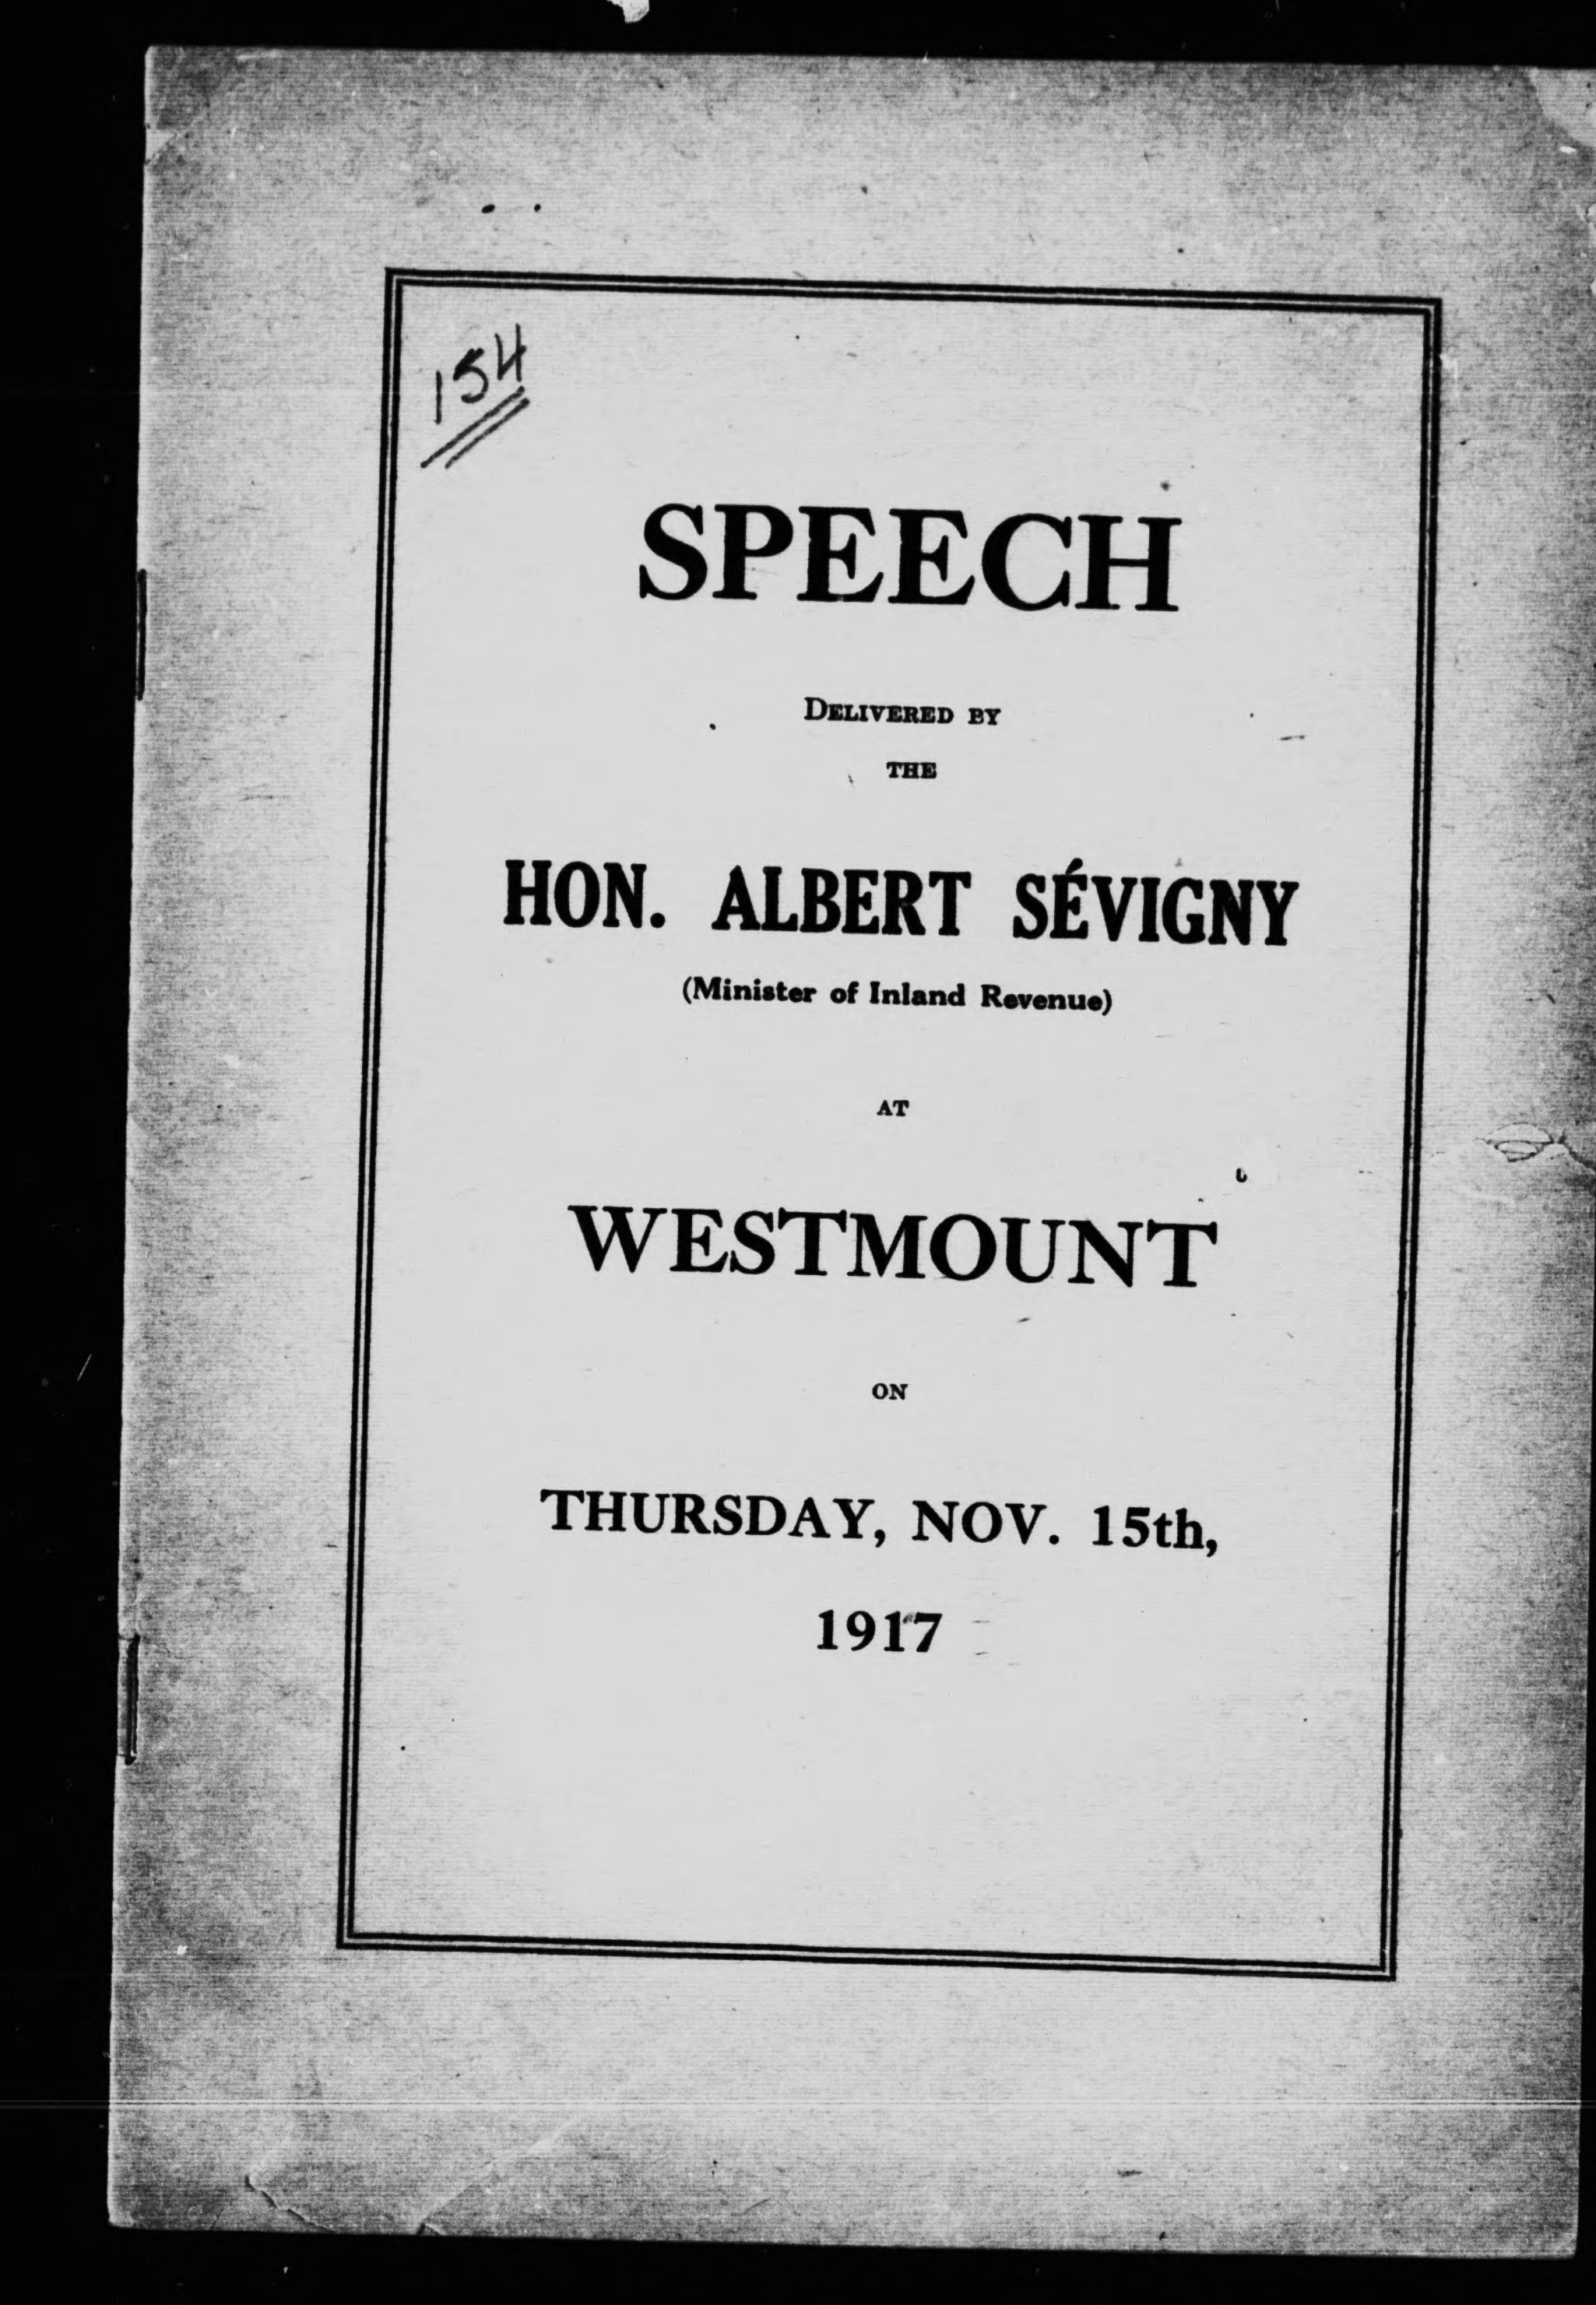 154
SPEECH
DELIVERED BY
THE
HON. ALBERT SÉVIGNY
(Minister of Inland Revenue)
AT
WESTMOUNT
ON
THURSDAY, NOV. 15th,
1917